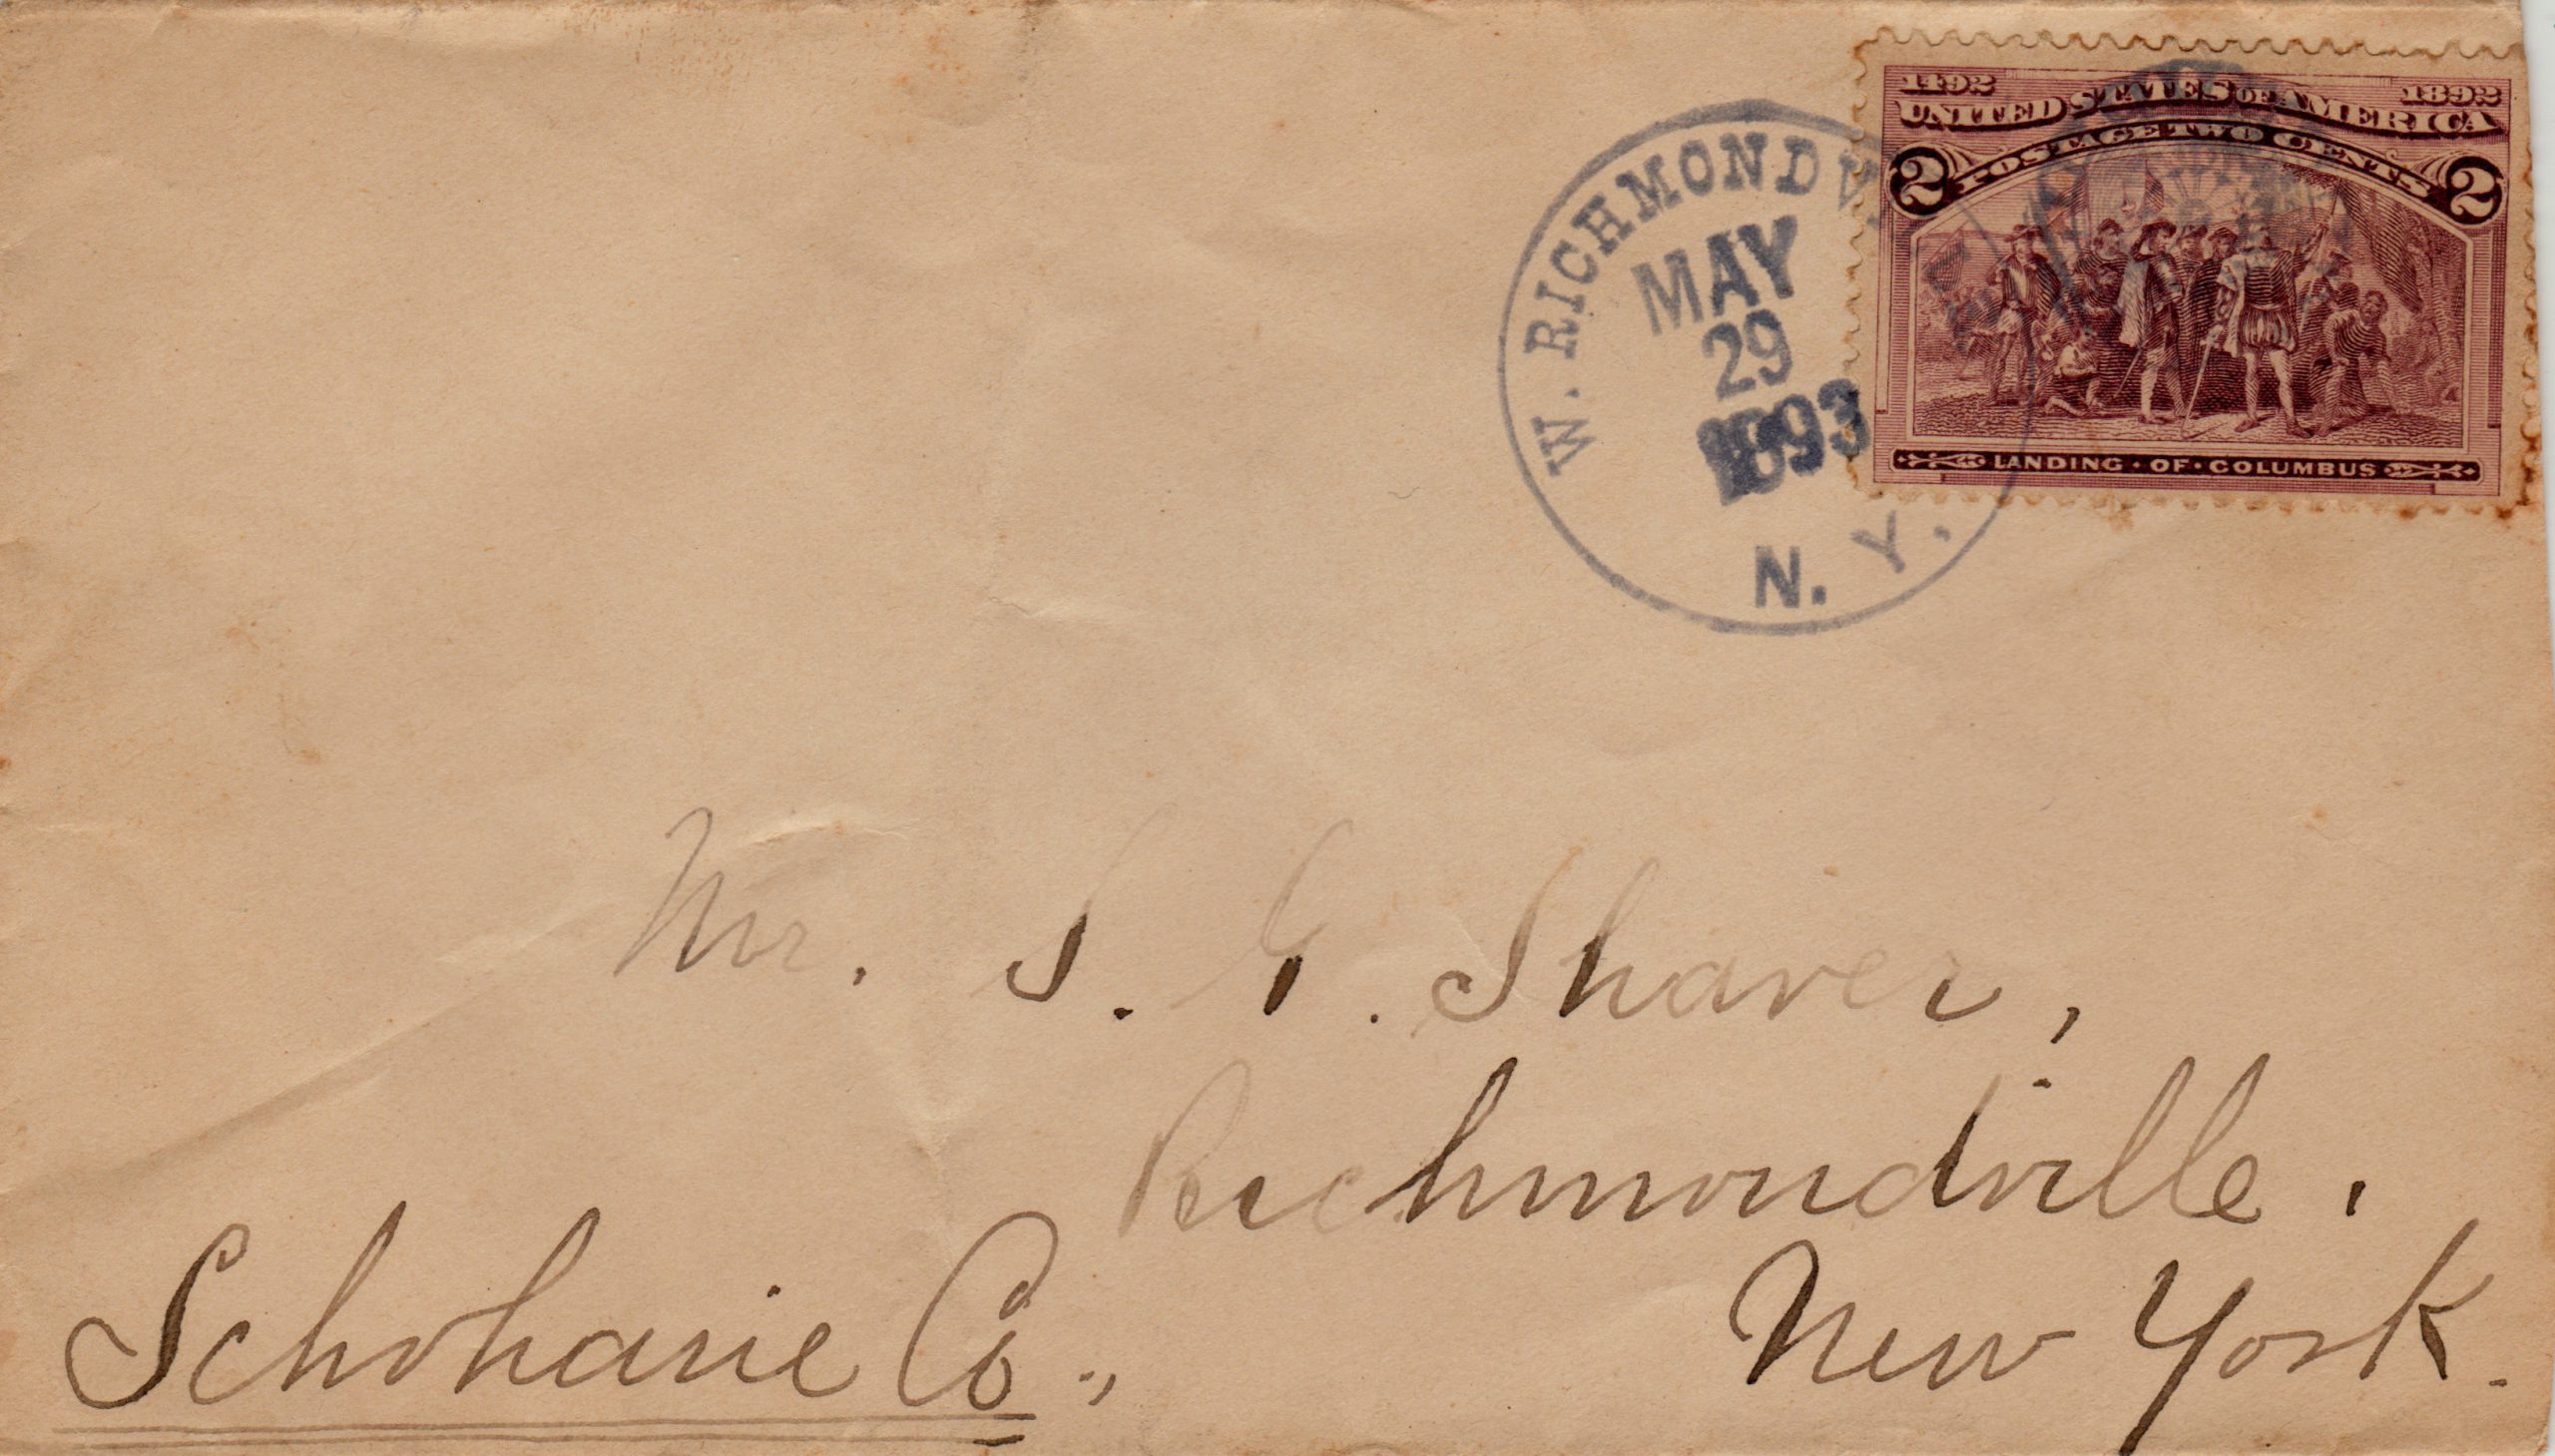 1492 1892
UNITED STATES OF AMERICA
POSTAGE TWO CENTS
2 2
LANDING · OF · COLUMBUS
W. RICHMONDV
MAY
29
1893
N. Y.
Mr. S. G. Shaver,
Richmondville.
Schoharie Co., New York.